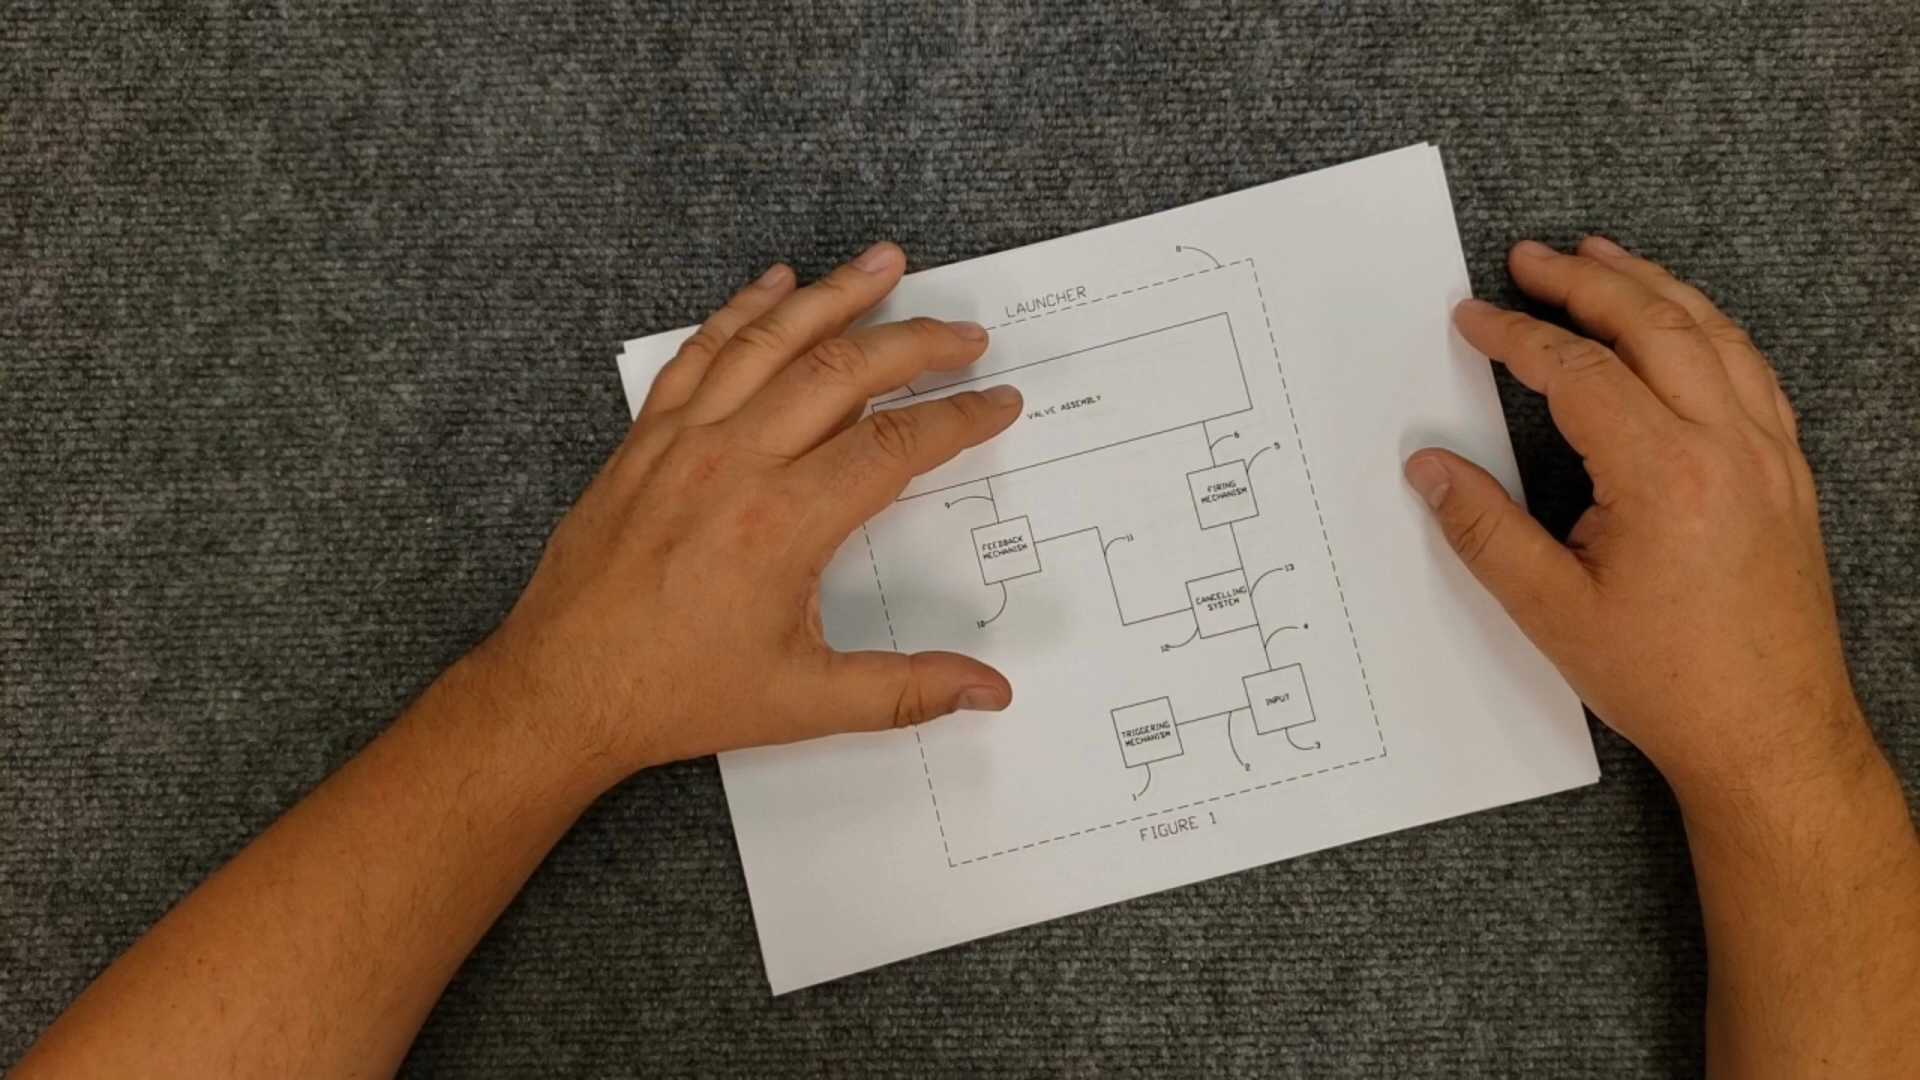 8
LAUNCHER
VALVE ASSEMBLY
6
5
FIRING
MECHANISM
9
FEEDBACK
MECHANISM
11
10
13
CANCELLING
SYSTEM
12
4
INPUT
3
TRIGGERING
MECHANISM
2
1
FIGURE 1